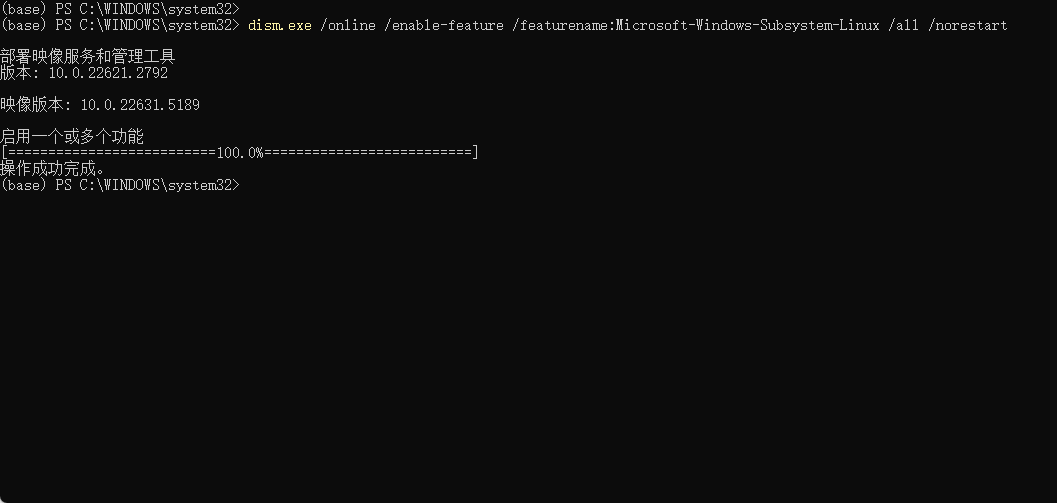 (base) PS C:\WINDOWS\system32>
(base) PS C:\WINDOWS\system32> dism.exe /online /enable-feature /featurename:Microsoft-Windows-Subsystem-Linux /all /norestart
部署映像服务和管理工具
版本: 10.0.22621.2792
映像版本: 10.0.22631.5189
启用一个或多个功能
[==========================100.0%==========================]
操作成功完成。
(base) PS C:\WINDOWS\system32>